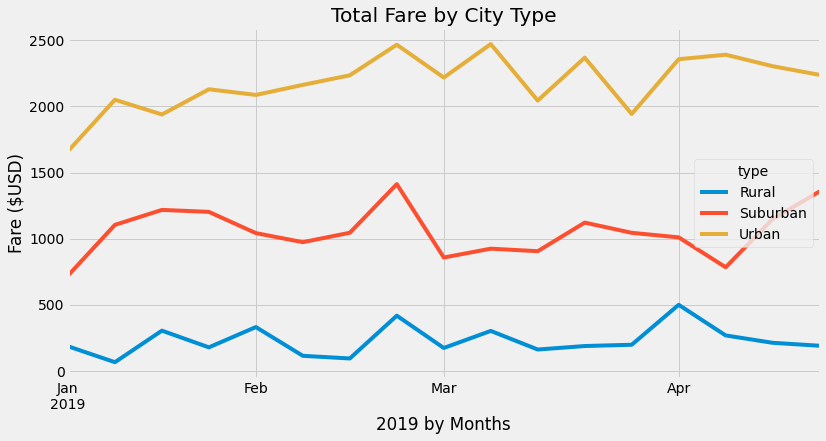 Total Fare by City Type
Fare ($USD)
2500
2000
1500
1000
500
0
type
Rural
Suburban
Urban
Jan
2019
Feb
Mar
Apr
2019 by Months